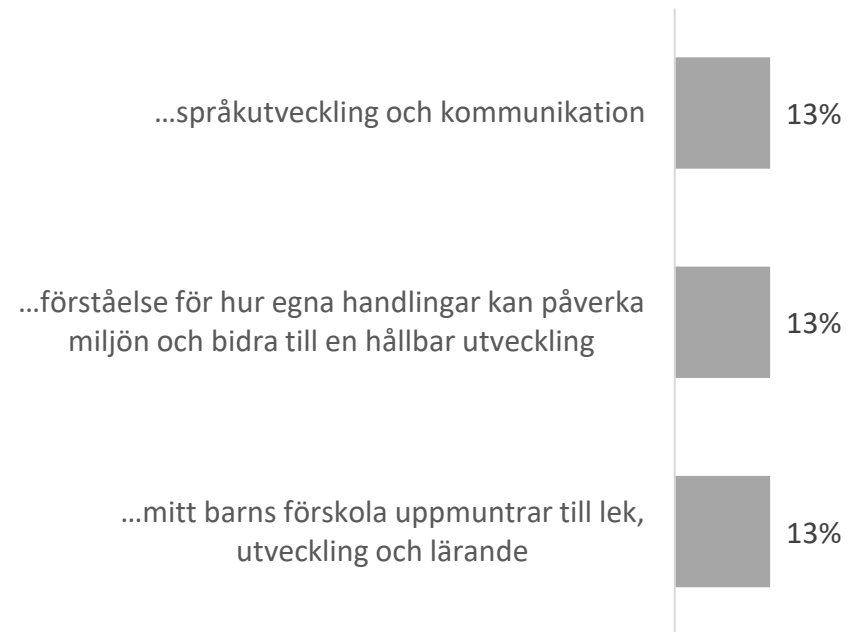 ...språkutveckling och kommunikation
13%
...förståelse för hur egna handlingar kan påverka
miljön och bidra till en hållbar utveckling
13%
...mitt barns förskola uppmuntrar till lek,
utveckling och lärande
13%